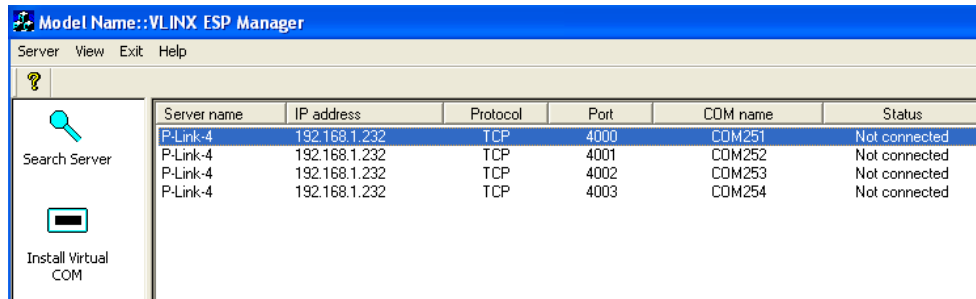 Model Name::VLINX ESP Manager
Server View Exit Help
Search Server
Install Virtual
COM
Server name IP address Protocol Port COM name Status
P-Link-4 192.168.1.232 TCP 4000 COM251 Not connected
P-Link-4 192.168.1.232 TCP 4001 COM252 Not connected
P-Link-4 192.168.1.232 TCP 4002 COM253 Not connected
P-Link-4 192.168.1.232 TCP 4003 COM254 Not connected